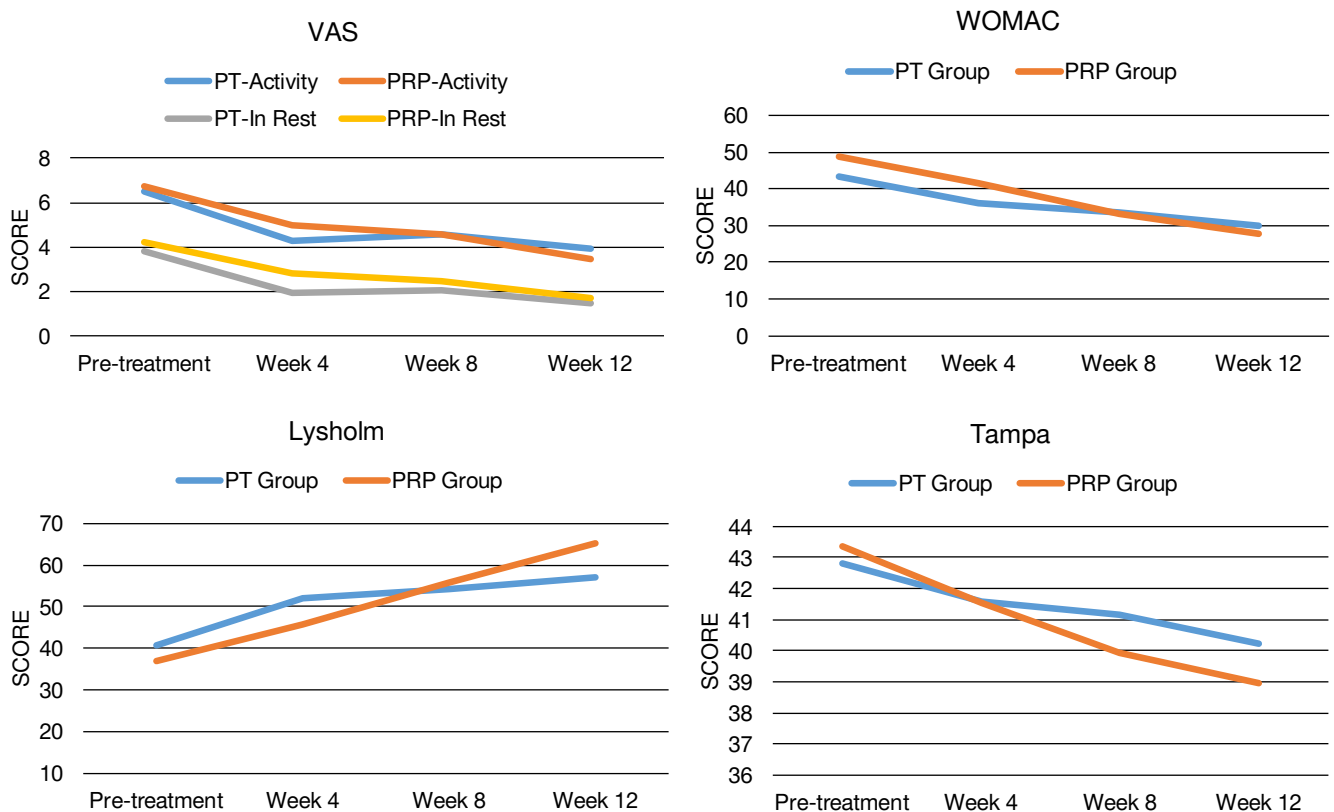 VAS
PT-Activity PRP-Activity
PT-In Rest PRP-In Rest
8
6
4
2
0
SCORE
Pre-treatment Week 4 Week 8 Week 12
WOMAC
PT Group PRP Group
60
50
40
30
20
10
0
SCORE
Pre-treatment Week 4 Week 8 Week 12
Lysholm
PT Group PRP Group
70
60
50
40
30
20
10
SCORE
Pre-treatment Week 4 Week 8 Week 12
Tampa
PT Group PRP Group
44
43
42
41
40
39
38
37
36
SCORE
Pre-treatment Week 4 Week 8 Week 12